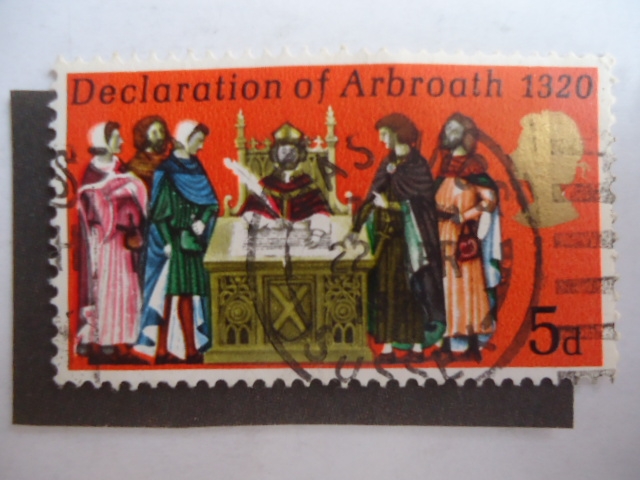 Declaration of Arbroath 1320
5d